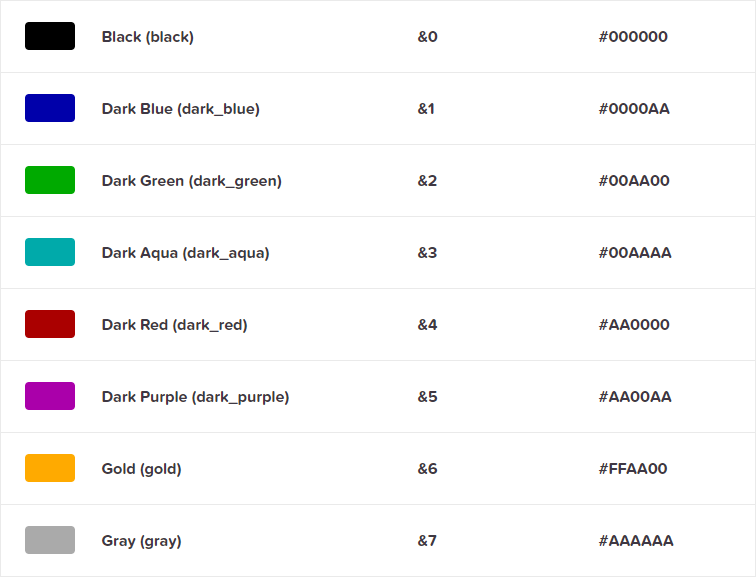 Black (black) &0 #000000
Dark Blue (dark_blue) &1 #0000AA
Dark Green (dark_green) &2 #00AA00
Dark Aqua (dark_aqua) &3 #00AAAA
Dark Red (dark_red) &4 #AA0000
Dark Purple (dark_purple) &5 #AA00AA
Gold (gold) &6 #FFAA00
Gray (gray) &7 #AAAAAA